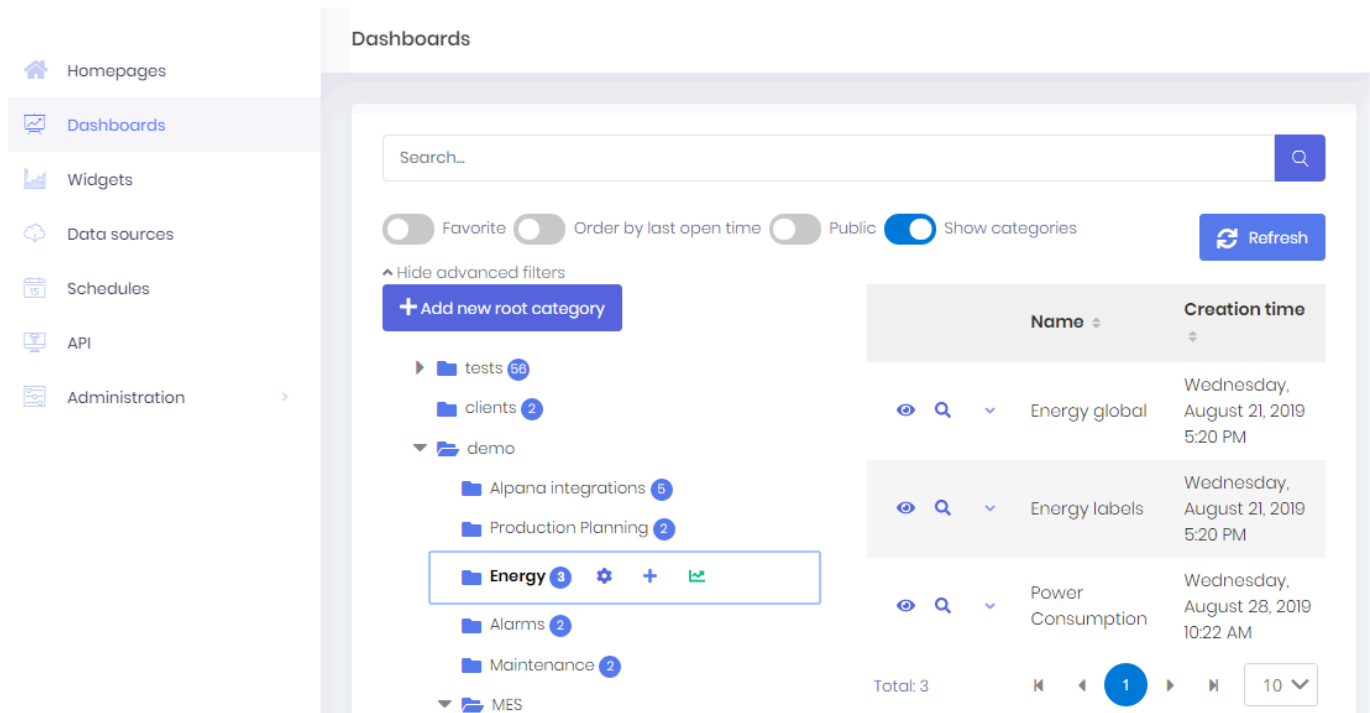 Dashboards
Homepages
Dashboards
Widgets
Data sources
Schedules
15
API
Administration
Search...
Favorite
Order by last open time
Public
Show categories
Refresh
Hide advanced filters
Add new root category
tests 56
clients 2
demo
Alpana integrations 5
Production Planning 2
Energy 3
Alarms 2
Maintenance 2
MES
Name
Creation time
Energy global
Wednesday,
August 21, 2019
5:20 PM
Energy labels
Wednesday,
August 21, 2019
5:20 PM
Power
Consumption
Wednesday,
August 28, 2019
10:22 AM
Total: 3
1
10